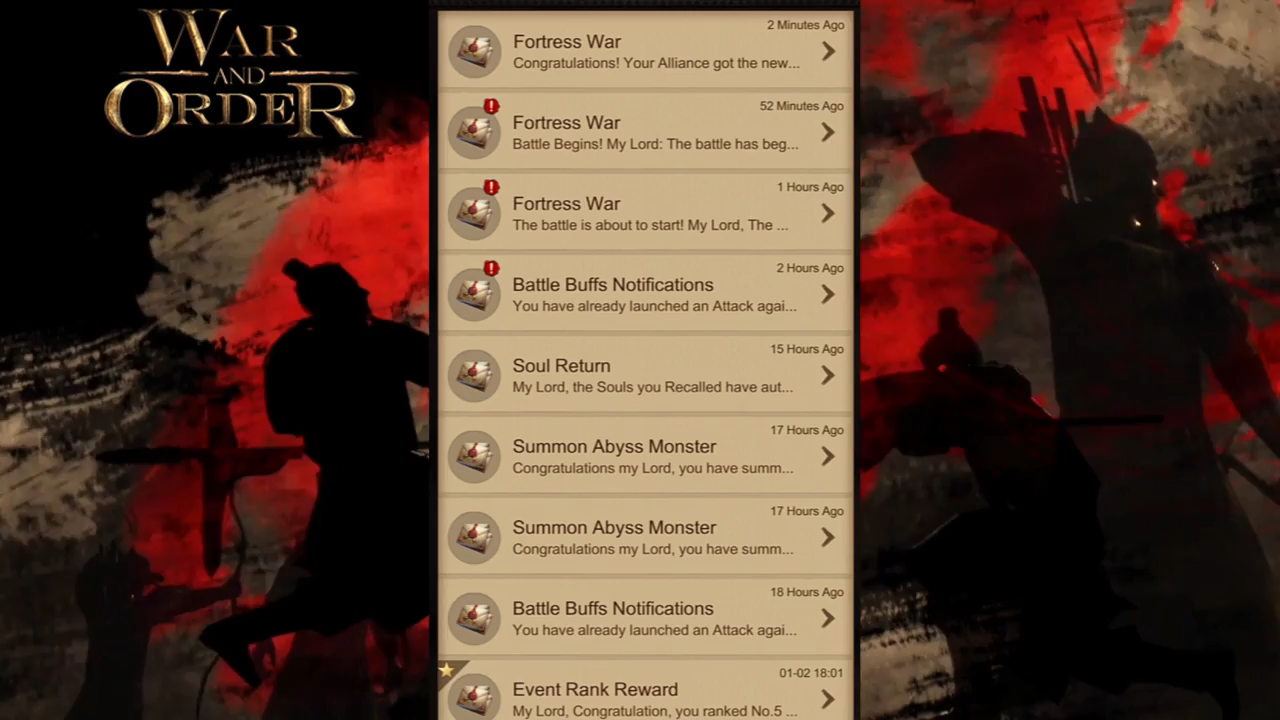 WAR
AND
ORDER
2 Minutes Ago
Fortress War
Congratulations! Your Alliance got the new...
52 Minutes Ago
Fortress War
Battle Begins! My Lord: The battle has beg...
1 Hours Ago
Fortress War
The battle is about to start! My Lord, The ...
2 Hours Ago
Battle Buffs Notifications
You have already launched an Attack agai...
15 Hours Ago
Soul Return
My Lord, the Souls you Recalled have aut...
17 Hours Ago
Summon Abyss Monster
Congratulations my Lord, you have summ...
17 Hours Ago
Summon Abyss Monster
Congratulations my Lord, you have summ...
18 Hours Ago
Battle Buffs Notifications
You have already launched an Attack agai...
01-02 18:01
Event Rank Reward
My Lord, Congratulation, you ranked No.5 ...